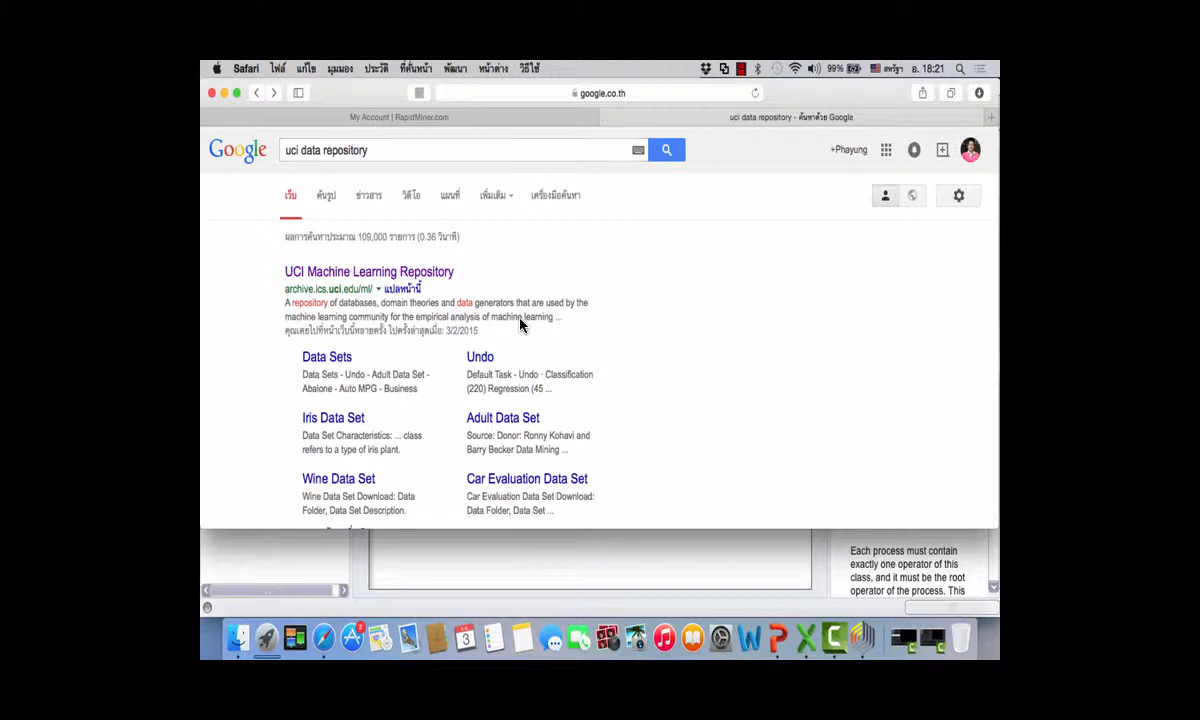 Safari ไฟล์ แก้ไข มุมมอง ประวัติ ที่คั่นหน้า พัฒนา หน้าต่าง วิธีใช้ 99% สหรัฐฯ อ. 18:21
google.co.th
My Account | RapidMiner.com uci data repository - ค้นหาด้วย Google
Google uci data repository +Phayung
เว็บ ค้นรูป ข่าวสาร วิดีโอ แผนที่ เพิ่มเติม เครื่องมือค้นหา
ผลการค้นหาประมาณ 109,000 รายการ (0.36 วินาที)
UCI Machine Learning Repository
archive.ics.uci.edu/ml/ แปลหน้านี้
A repository of databases, domain theories and data generators that are used by the
machine learning community for the empirical analysis of machine learning ...
คุณเคยไปที่หน้าเว็บนี้หลายครั้ง ไปครั้งล่าสุดเมื่อ: 3/2/2015
Data Sets Undo
Data Sets - Undo - Adult Data Set - Default Task - Undo · Classification
Abalone - Auto MPG - Business (220) Regression (45 ...
Iris Data Set Adult Data Set
Data Set Characteristics: ... class Source: Donor: Ronny Kohavi and
refers to a type of iris plant. Barry Becker Data Mining ...
Wine Data Set Car Evaluation Data Set
Wine Data Set Download: Data Car Evaluation Data Set Download:
Folder, Data Set Description. Data Folder, Data Set ...
Each process must contain
exactly one operator of this
class, and it must be the root
operator of the process. This
3